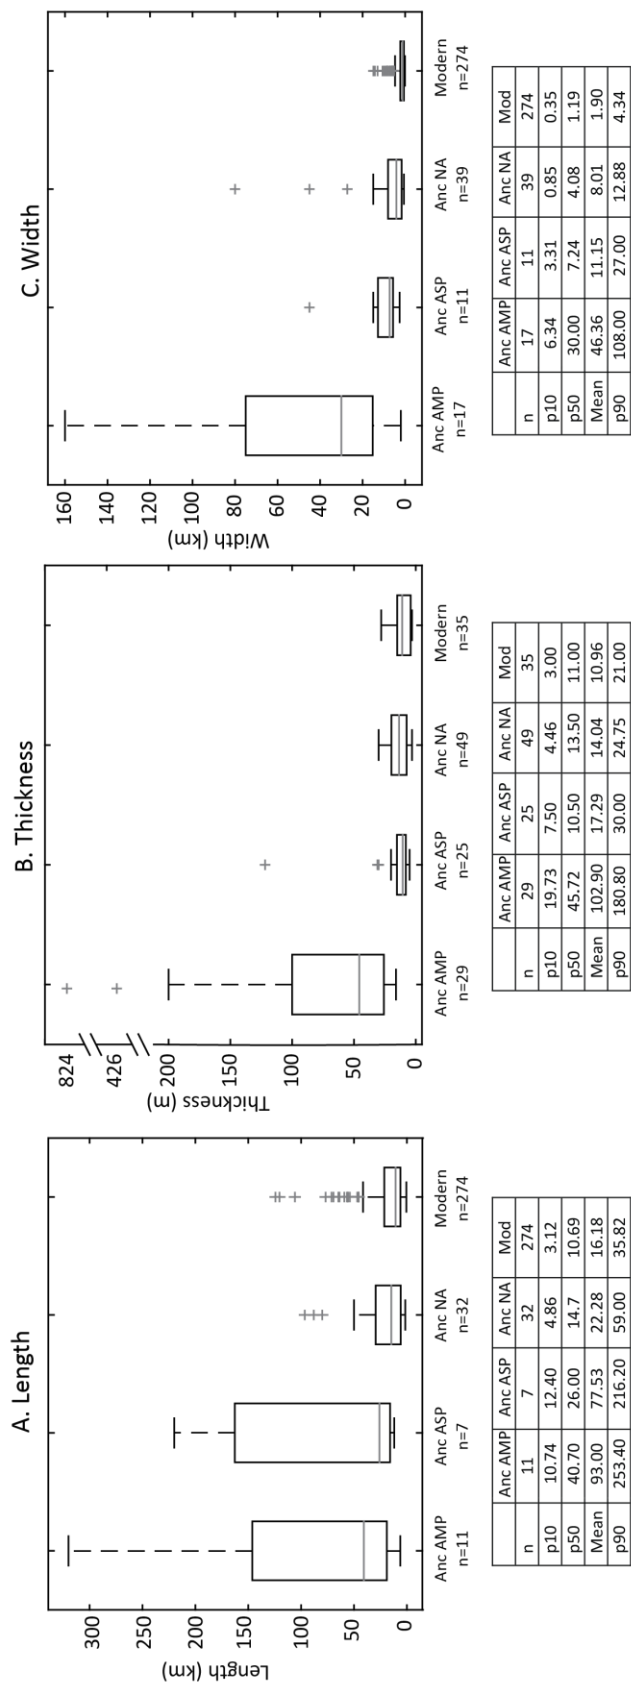 A. Length
Length (km)
300
250
200
150
100
50
0
Anc AMP Anc ASP Anc NA Modern
n=11 n=7 n=32 n=274
Anc AMP Anc ASP Anc NA Mod
n 11 7 32 274
p10 10.74 12.40 4.86 3.12
p50 40.70 26.00 14.7 10.69
Mean 93.00 77.53 22.28 16.18
p90 253.40 216.20 59.00 35.82
B. Thickness
Thickness (m)
824
426
200
150
100
50
0
Anc AMP Anc ASP Anc NA Modern
n=29 n=25 n=49 n=35
Anc AMP Anc ASP Anc NA Mod
n 29 25 49 35
p10 19.73 7.50 4.46 3.00
p50 45.72 10.50 13.50 11.00
Mean 102.90 17.29 14.04 10.96
p90 180.80 30.00 24.75 21.00
C. Width
Width (km)
160
140
120
100
80
60
40
20
0
Anc AMP Anc ASP Anc NA Modern
n=17 n=11 n=39 n=274
Anc AMP Anc ASP Anc NA Mod
n 17 11 39 274
p10 6.34 3.31 0.85 0.35
p50 30.00 7.24 4.08 1.19
Mean 46.36 11.15 8.01 1.90
p90 108.00 27.00 12.88 4.34